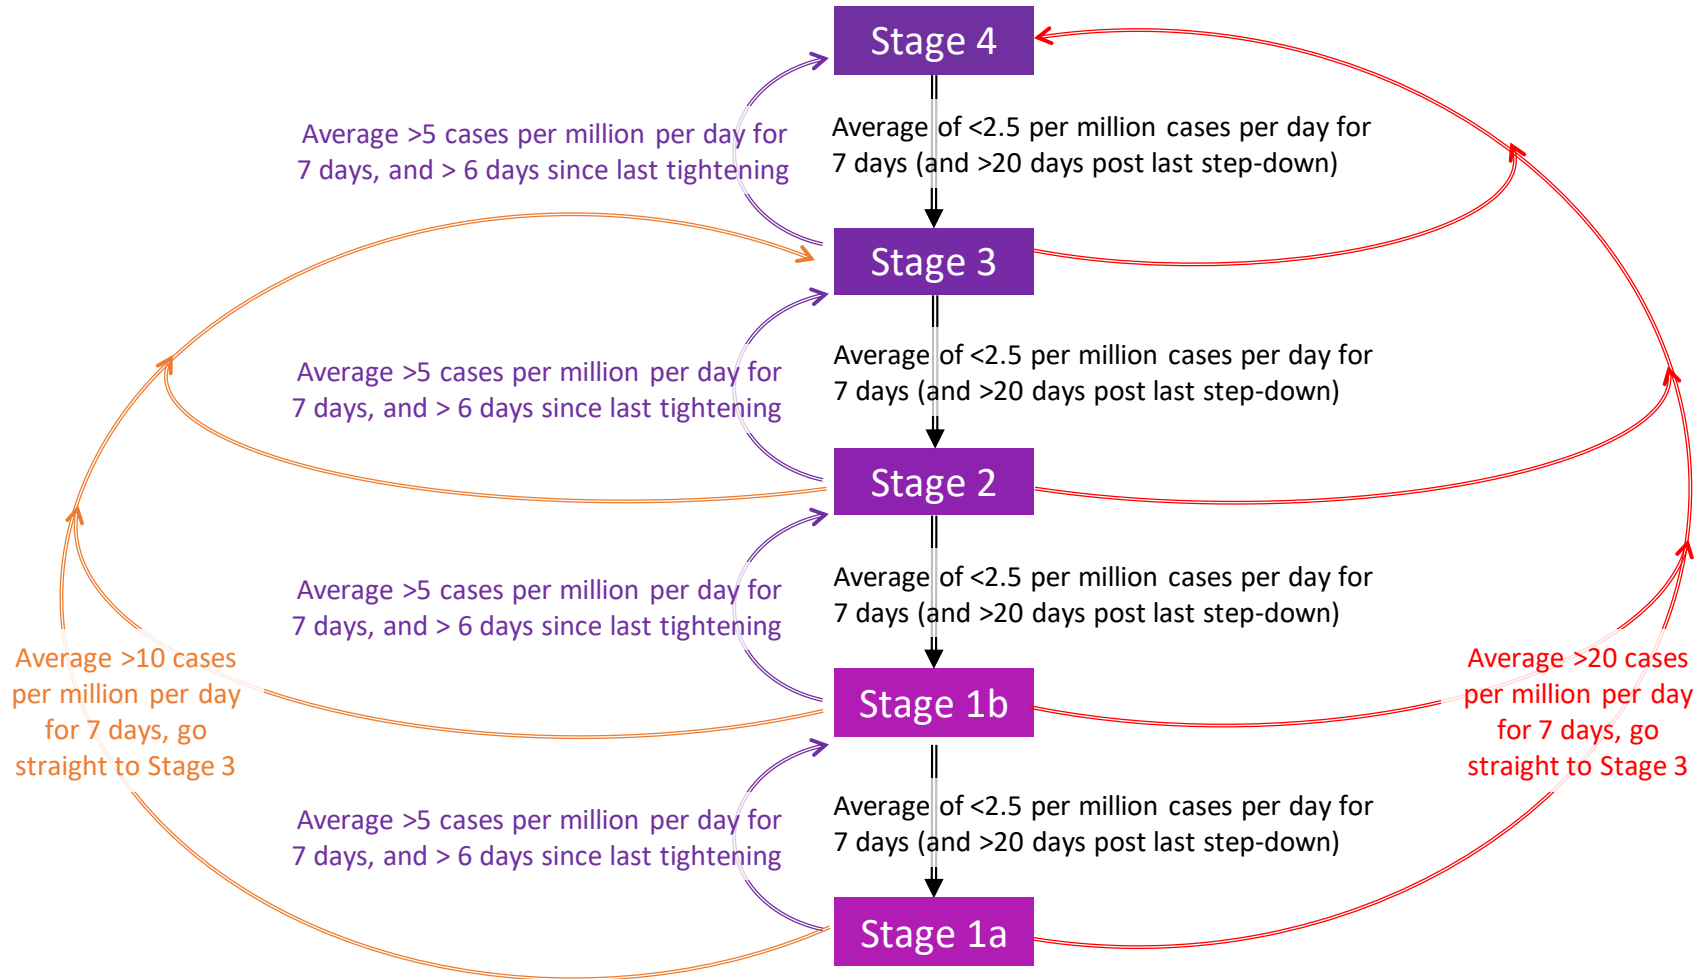 Stage 4
Average >5 cases per million per day for
7 days, and > 6 days since last tightening
Average of <2.5 per million cases per day for
7 days (and >20 days post last step-down)
Stage 3
Average >5 cases per million per day for
7 days, and > 6 days since last tightening
Average of <2.5 per million cases per day for
7 days (and >20 days post last step-down)
Stage 2
Average >5 cases per million per day for
7 days, and > 6 days since last tightening
Average of <2.5 per million cases per day for
7 days (and >20 days post last step-down)
Average >10 cases
per million per day
for 7 days, go
straight to Stage 3
Stage 1b
Average >20 cases
per million per day
for 7 days, go
straight to Stage 3
Average >5 cases per million per day for
7 days, and > 6 days since last tightening
Average of <2.5 per million cases per day for
7 days (and >20 days post last step-down)
Stage 1a